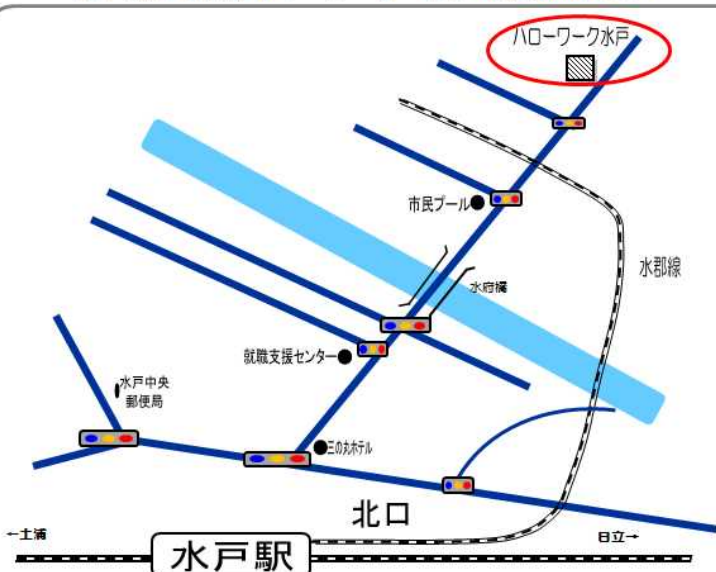 ハローワーク水戸
市民プール
水郡線
水府橋
就職支援センター
水戸中央
郵便局
三の丸ホテル
北口
←土浦
日立→
水戸駅